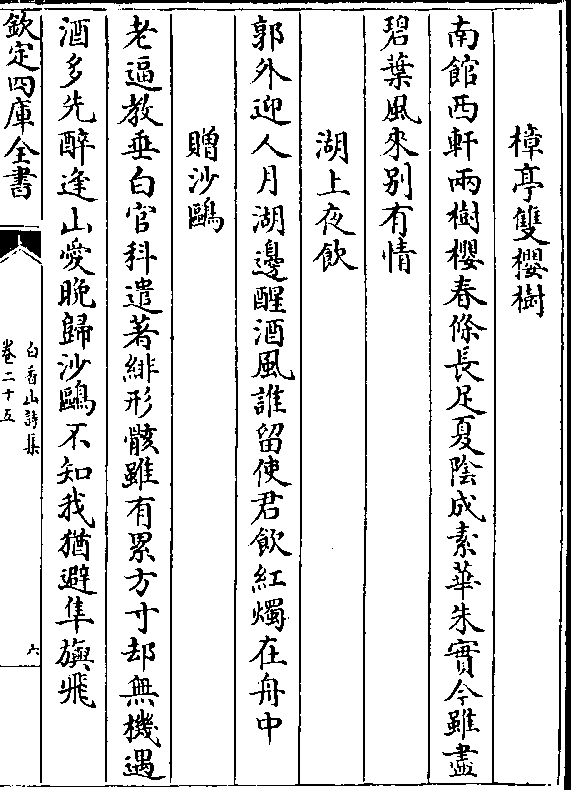 樟亭雙櫻樹
南館西軒兩樹櫻春條長足夏陰成素華朱實今雖盡
碧葉風來別有情
湖上夜飲
郭外迎人月湖邊醒酒風誰留使君飲紅燭在舟中
贈沙鷗
老逼教垂白官科遣著緋形骸雖有累方寸却無機遇
酒多先醉逢山愛晚歸沙鷗不知我猶避隼旟飛
欽定四庫全書
白香山詩集
卷二十五
六